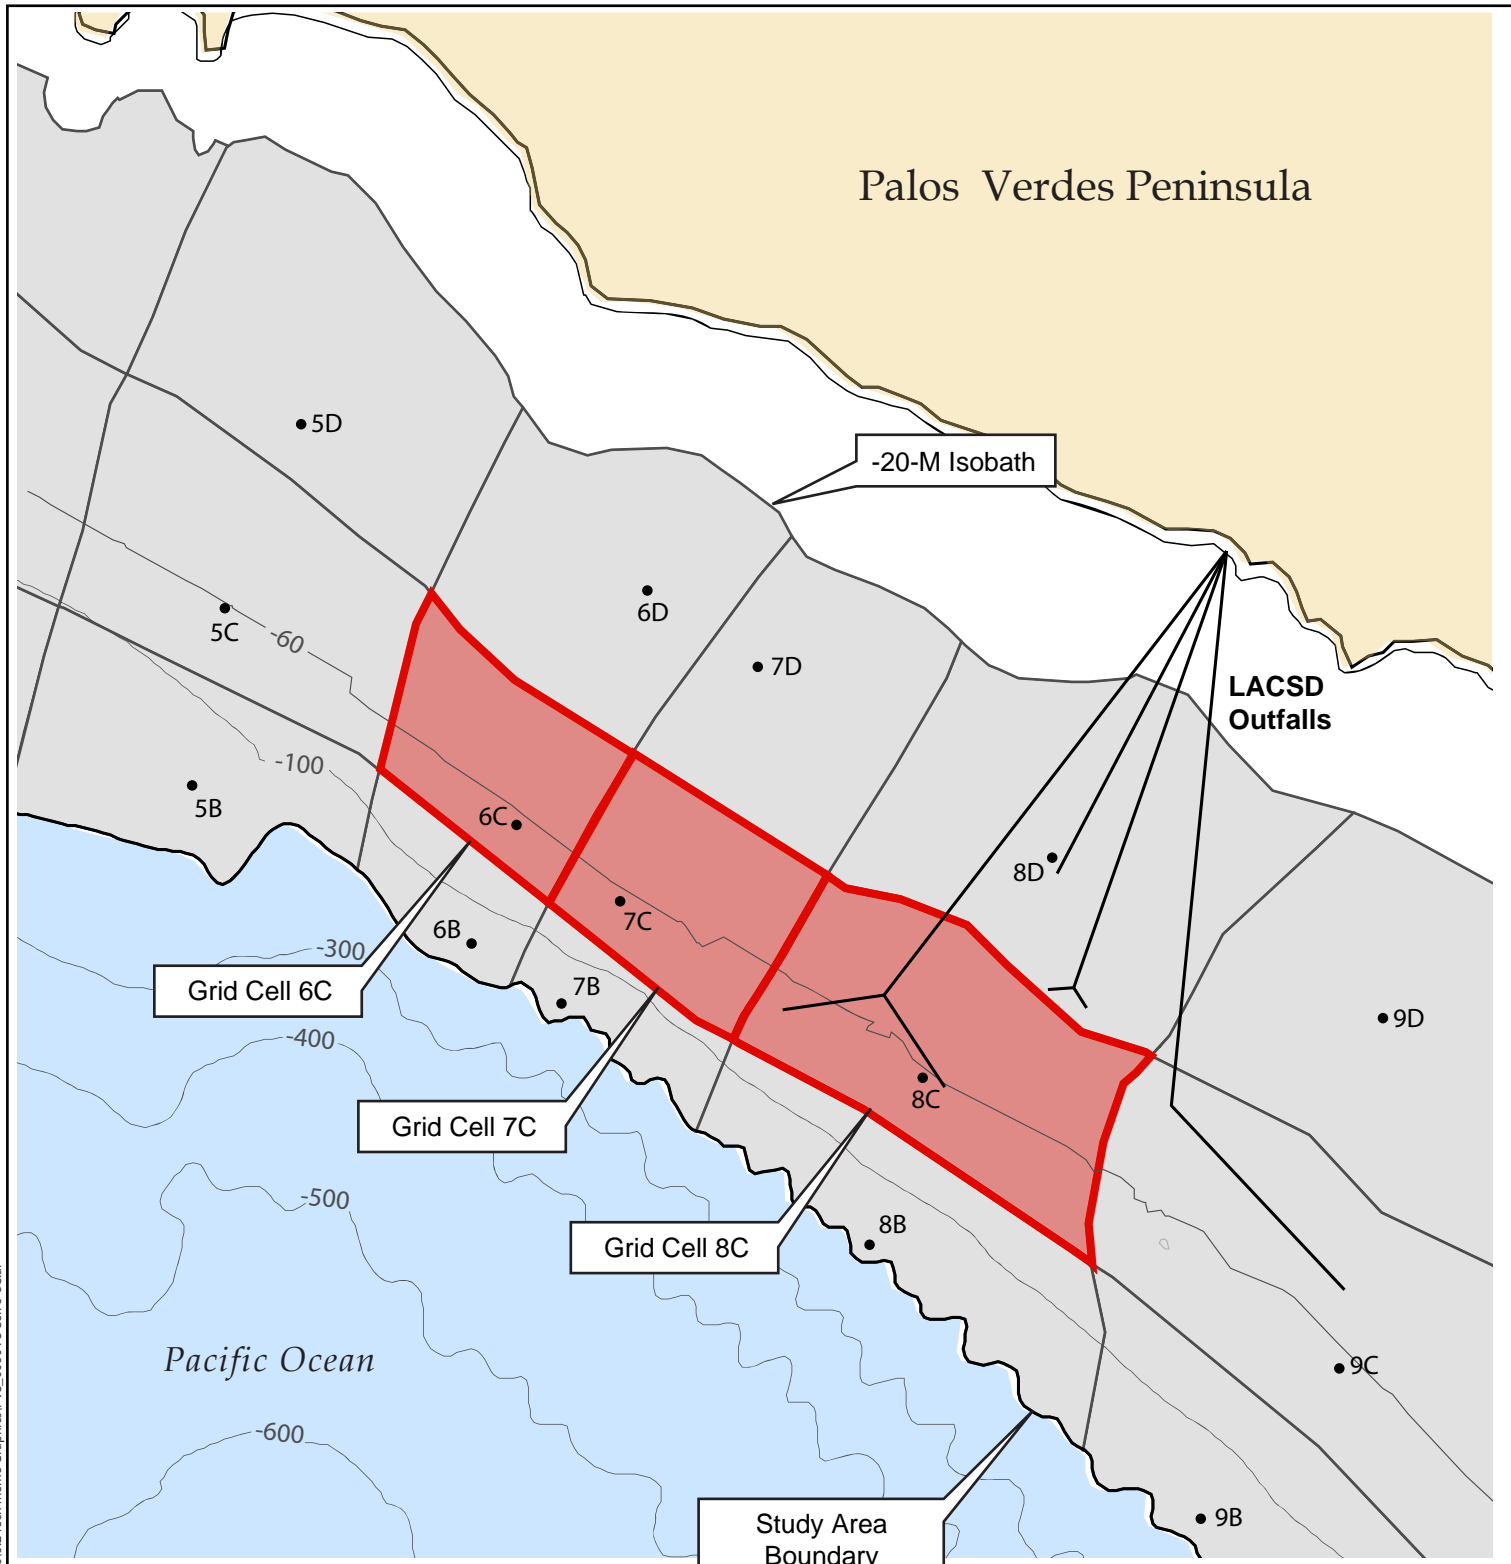 Palos Verdes Peninsula
5D
-20-M Isobath
6D
5C
-60
7D
LACSD
Outfalls
-100
5B
6C
8D
7C
6B
-300
Grid Cell 6C
7B
9D
-400
8C
Grid Cell 7C
-500
8B
Grid Cell 8C
Pacific Ocean
9C
-600
9B
Study Area
Boundary